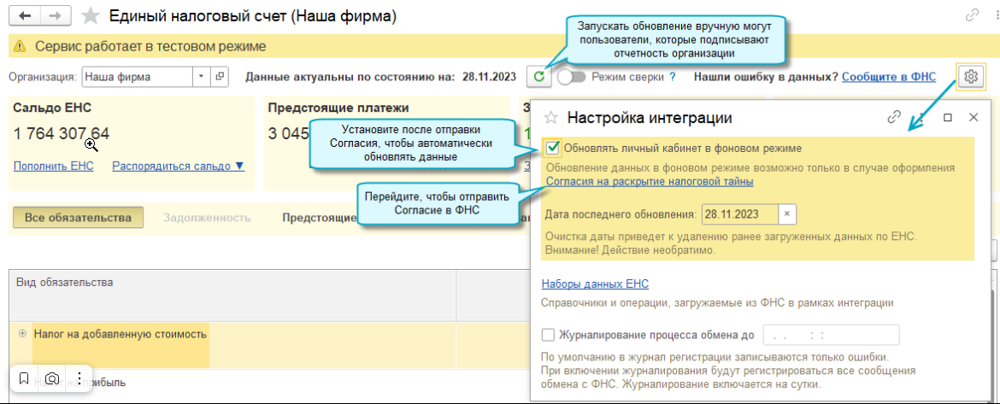 Единый налоговый счет (Наша фирма)
Сервис работает в тестовом режиме
Запускать обновление вручную могут
пользователи, которые подписывают
отчетность организации
Организация: Наша фирма
Данные актуальны по состоянию на: 28.11.2023
Режим сверки ?
Нашли ошибку в данных? Сообщите в ФНС
Сальдо ЕНС
1 764 307,64
Пополнить ЕНС Распорядиться сальдо ▼
Предстоящие платежи
3 045
Установите после отправки
Согласия, чтобы автоматически
обновлять данные
Перейдите, чтобы отправить
Согласие в ФНС
Все обязательства Задолженность Предстоящие
Вид обязательства
Налог на добавленную стоимость
Настройка интеграции
Обновлять личный кабинет в фоновом режиме
Обновление данных в фоновом режиме возможно только в случае оформления
Согласия на раскрытие налоговой тайны
Дата последнего обновления: 28.11.2023 ×
Очистка даты приведет к удалению ранее загруженных данных по ЕНС.
Внимание! Действие необратимо.
Наборы данных ЕНС
Справочники и операции, загружаемые из ФНС в рамках интеграции
Журналирование процесса обмена до . . : :
По умолчанию в журнал регистрации записываются только ошибки.
При включении журналирования будут регистрироваться все сообщения
обмена с ФНС. Журналирование включается на сутки.